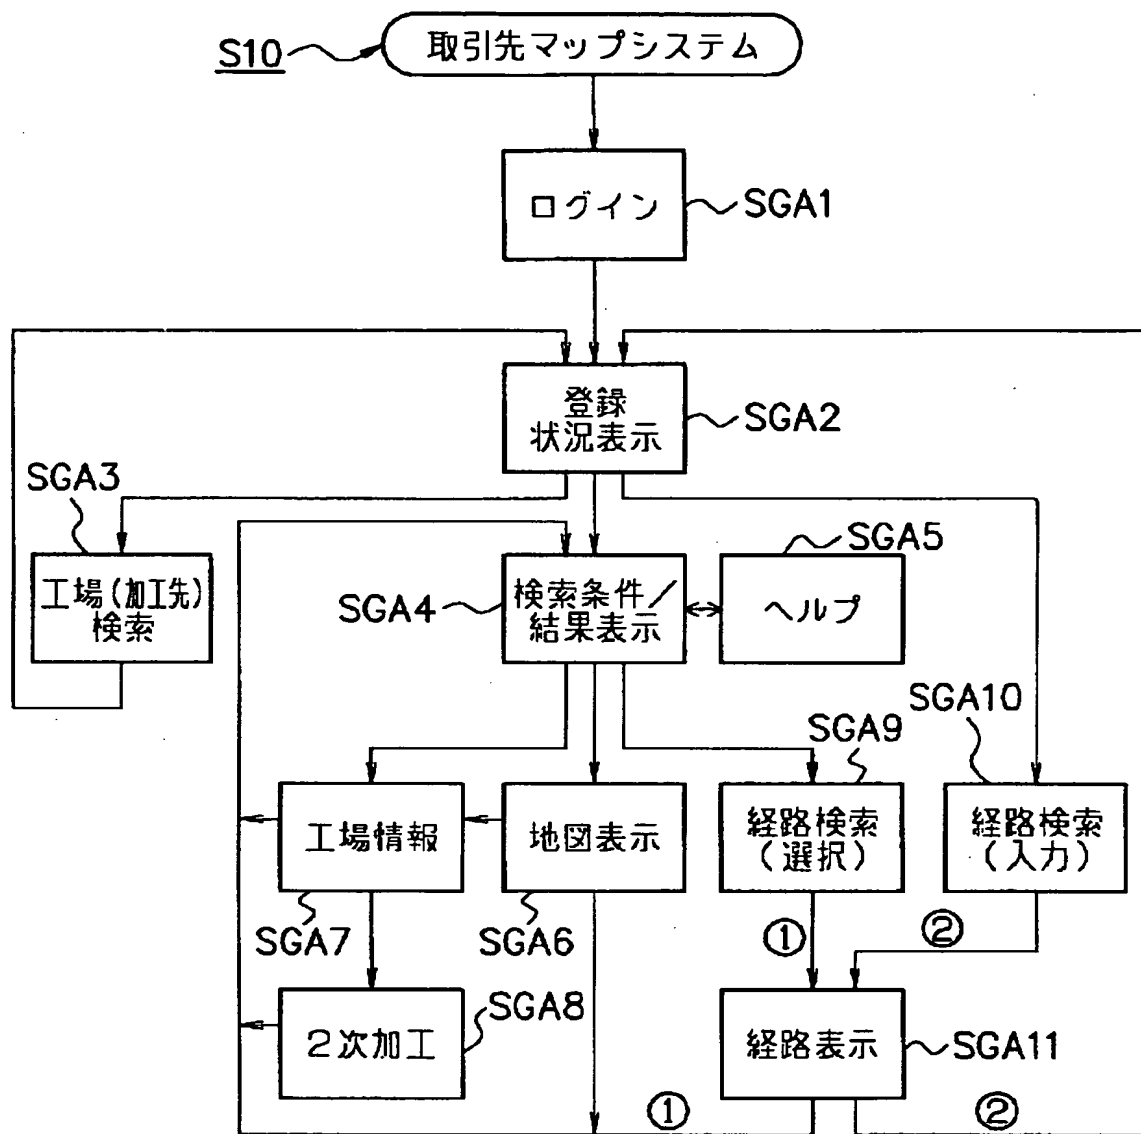 S10
取引先マップシステム
ログイン
SGA1
登録
状況表示
SGA2
SGA3
工場(加工先)
検索
SGA4
検索条件/
結果表示
SGA5
ヘルプ
SGA10
SGA9
工場情報
地図表示
経路検索
(選択)
経路検索
(入力)
SGA7
SGA6
①
②
2次加工
SGA8
経路表示
SGA11
①
②